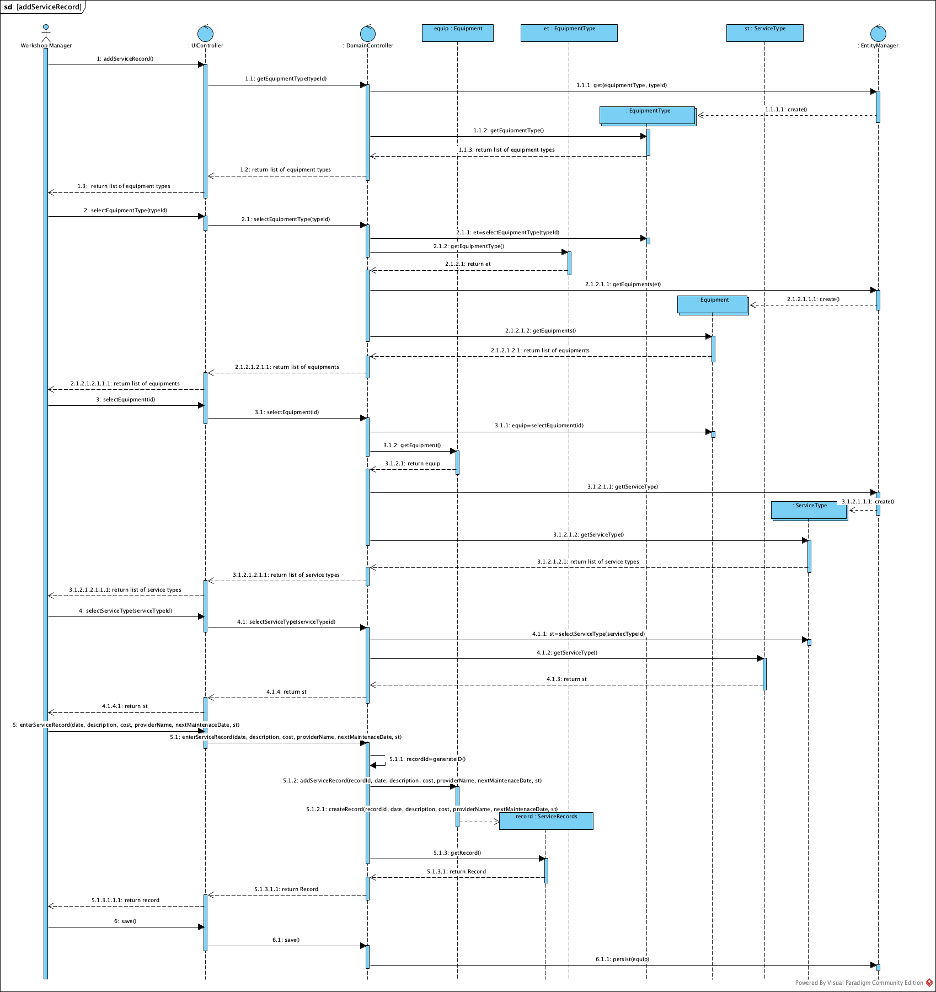 sd [addServiceRecord]
equip : Equipment
et : EquipmentType
st : ServiceType
Workshop Manager
UIController
: DomainController
: EntityManager
1: addServiceRecord()
1.1: getEquipmentType(typeId)
1.1.1: get(equipmentType, typeId)
: EquipmentType
1.1.1.1: create()
1.1.2: getEquipmentType()
1.1.3: return list of equipment types
1.2: return list of equipment types
1.3: return list of equipment types
2: selectEquipmentType(typeId)
2.1: selectEquipmentType(typeId)
2.1.1: et=selectEquipmentType(typeId)
2.1.2: getEquipmentType()
2.1.2.1: return et
2.1.2.1.1: getEquipments(et)
: Equipment
2.1.2.1.1.1: create()
2.1.2.1.2: getEquipments()
2.1.2.1.2.1: return list of equipments
2.1.2.1.2.1.1: return list of equipments
2.1.2.1.2.1.1.1: return list of equipments
3: selectEquipment(id)
3.1: selectEquipment(id)
3.1.1: equip=selectEquipment(id)
3.1.2: getEquipment()
3.1.2.1: return equip
3.1.2.1.1: gettServiceType()
3.1.2.1.1.1: create()
: ServiceType
3.1.2.1.2: getServiceType()
3.1.2.1.2.1: return list of service types
3.1.2.1.2.1.1: return list of service types
3.1.2.1.2.1.1.1: return list of service types
4: selectServiceType(serviceTypeId)
4.1: selectServiceType(serviceTypeid)
4.1.1: st=selectServiceType(serviecTypeId)
4.1.2: getServiceType()
4.1.3: return st
4.1.4: return st
4.1.4.1: return st
5: enterServiceRecord(date, description, cost, providerName, nextMaintenaceDate, st)
5.1: enterServiceRecord(date, description, cost, providerName, nextMaintenaceDate, st)
5.1.1: recordId=generateID()
5.1.2: addServiceRecord(recordId, date, description, cost, providerName, nextMaintenaceDate, st)
5.1.2.1: createRecord(recordId, date, description, cost, providerName, nextMaintenaceDate, st)
record : ServiceRecords
5.1.3: getRecord()
5.1.3.1: return Record
5.1.3.1.1: return Record
5.1.3.1.1.1: return record
6: save()
6.1: save()
6.1.1: persist(equip)
Powered By Visual Paradigm Community Edition